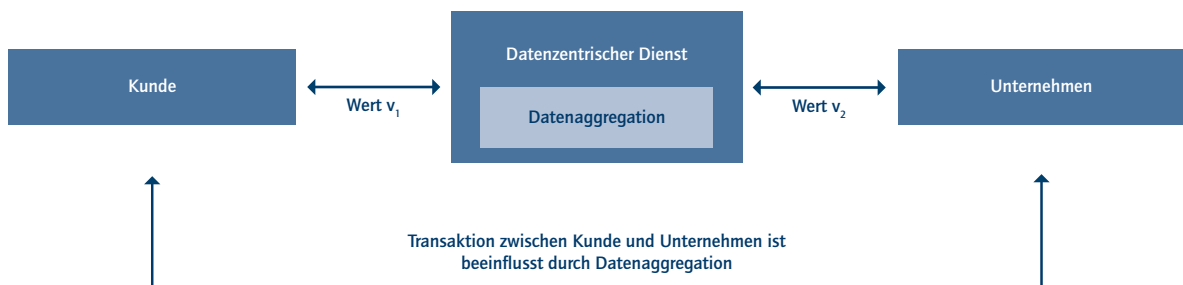 Kunde
Wert v₁
Datenzentrischer Dienst
Datenaggregation
Wert v₂
Unternehmen
Transaktion zwischen Kunde und Unternehmen ist
beeinflusst durch Datenaggregation